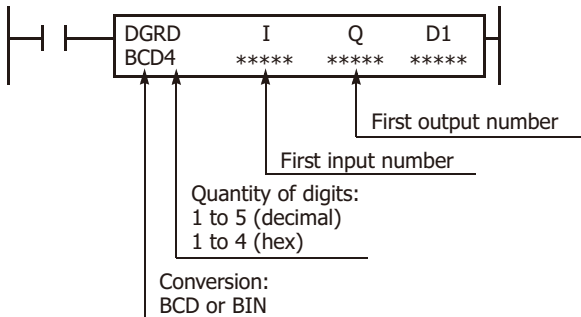 DGRD I Q D1
BCD4 ***** ***** *****
First output number
First input number
Quantity of digits:
1 to 5 (decimal)
1 to 4 (hex)
Conversion:
BCD or BIN